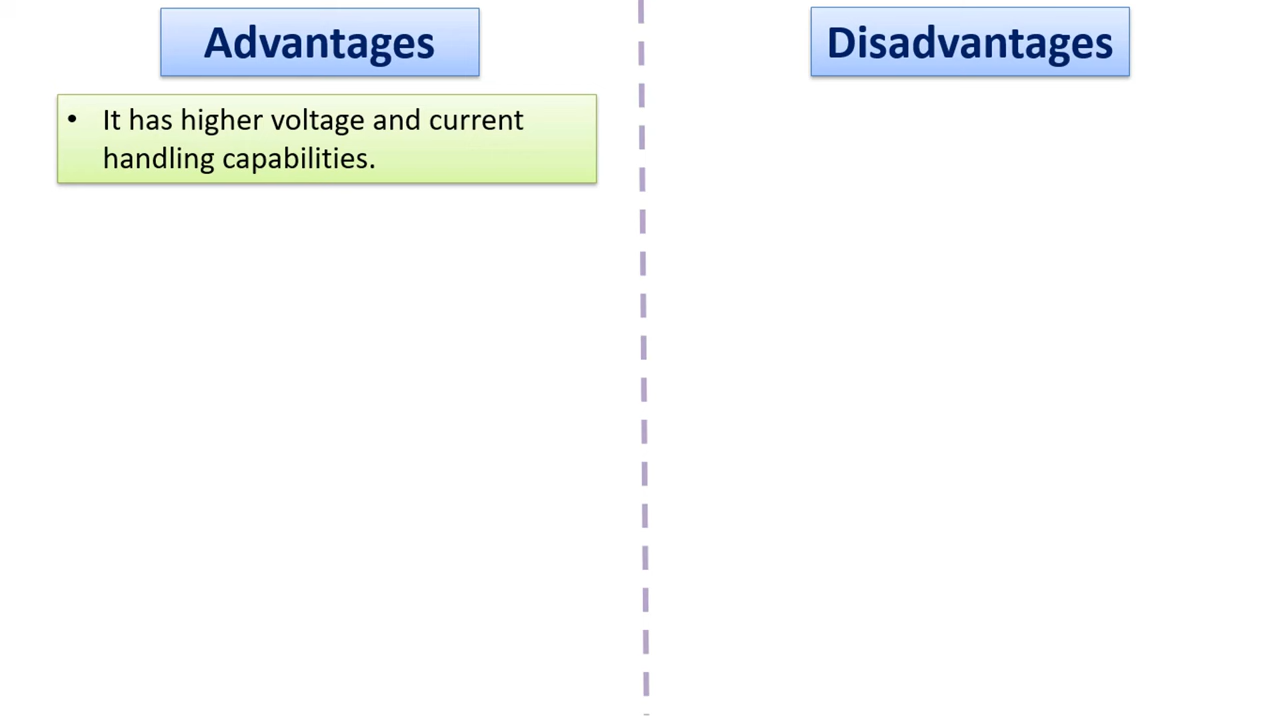 Advantages
Disadvantages
• It has higher voltage and current
handling capabilities.